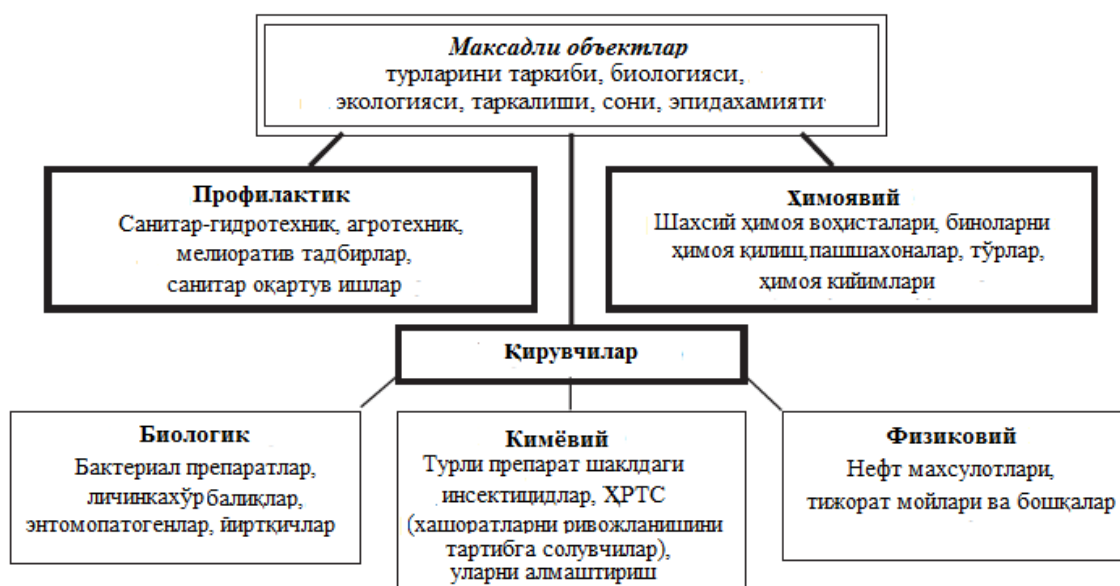 Максадли объектлар
турларини таркиби, биологияси,
экологияси, таркалиши, сони, эпидахамияти
Профилактик
Санитар-гидротехник, агротехник,
мелиоратив тадбирлар,
санитар оқартув ишлар
Ҳимоявий
Шахсий ҳимоя воҳисталари, биноларни
ҳимоя қилиш,пашшахоналар, тўрлар,
ҳимоя кийимлари
Қирувчилар
Биологик
Бактериал препаратлар,
личинкахўр балиқлар,
энтомопатогенлар, йиртқичлар
Кимёвий
Турли препарат шаклдаги
инсектицидлар, ҲРТС
(хашоратларни ривожланишини
тартибга солувчилар),
уларни алмаштириш
Физиковий
Нефт махсулотлари,
тижорат мойлари ва бошқалар